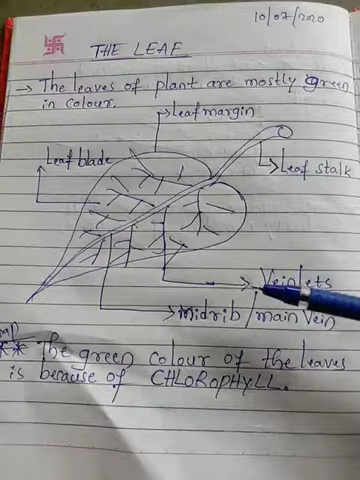 10/07/2020
THE LEAF
→ The leaves of plant are mostly green
in colour.
Leaf margin
Leaf blade
Leaf stalk
Veinlets
midrib/main vein
** The green colour of the leaves
is because of CHLOROPHYLL.